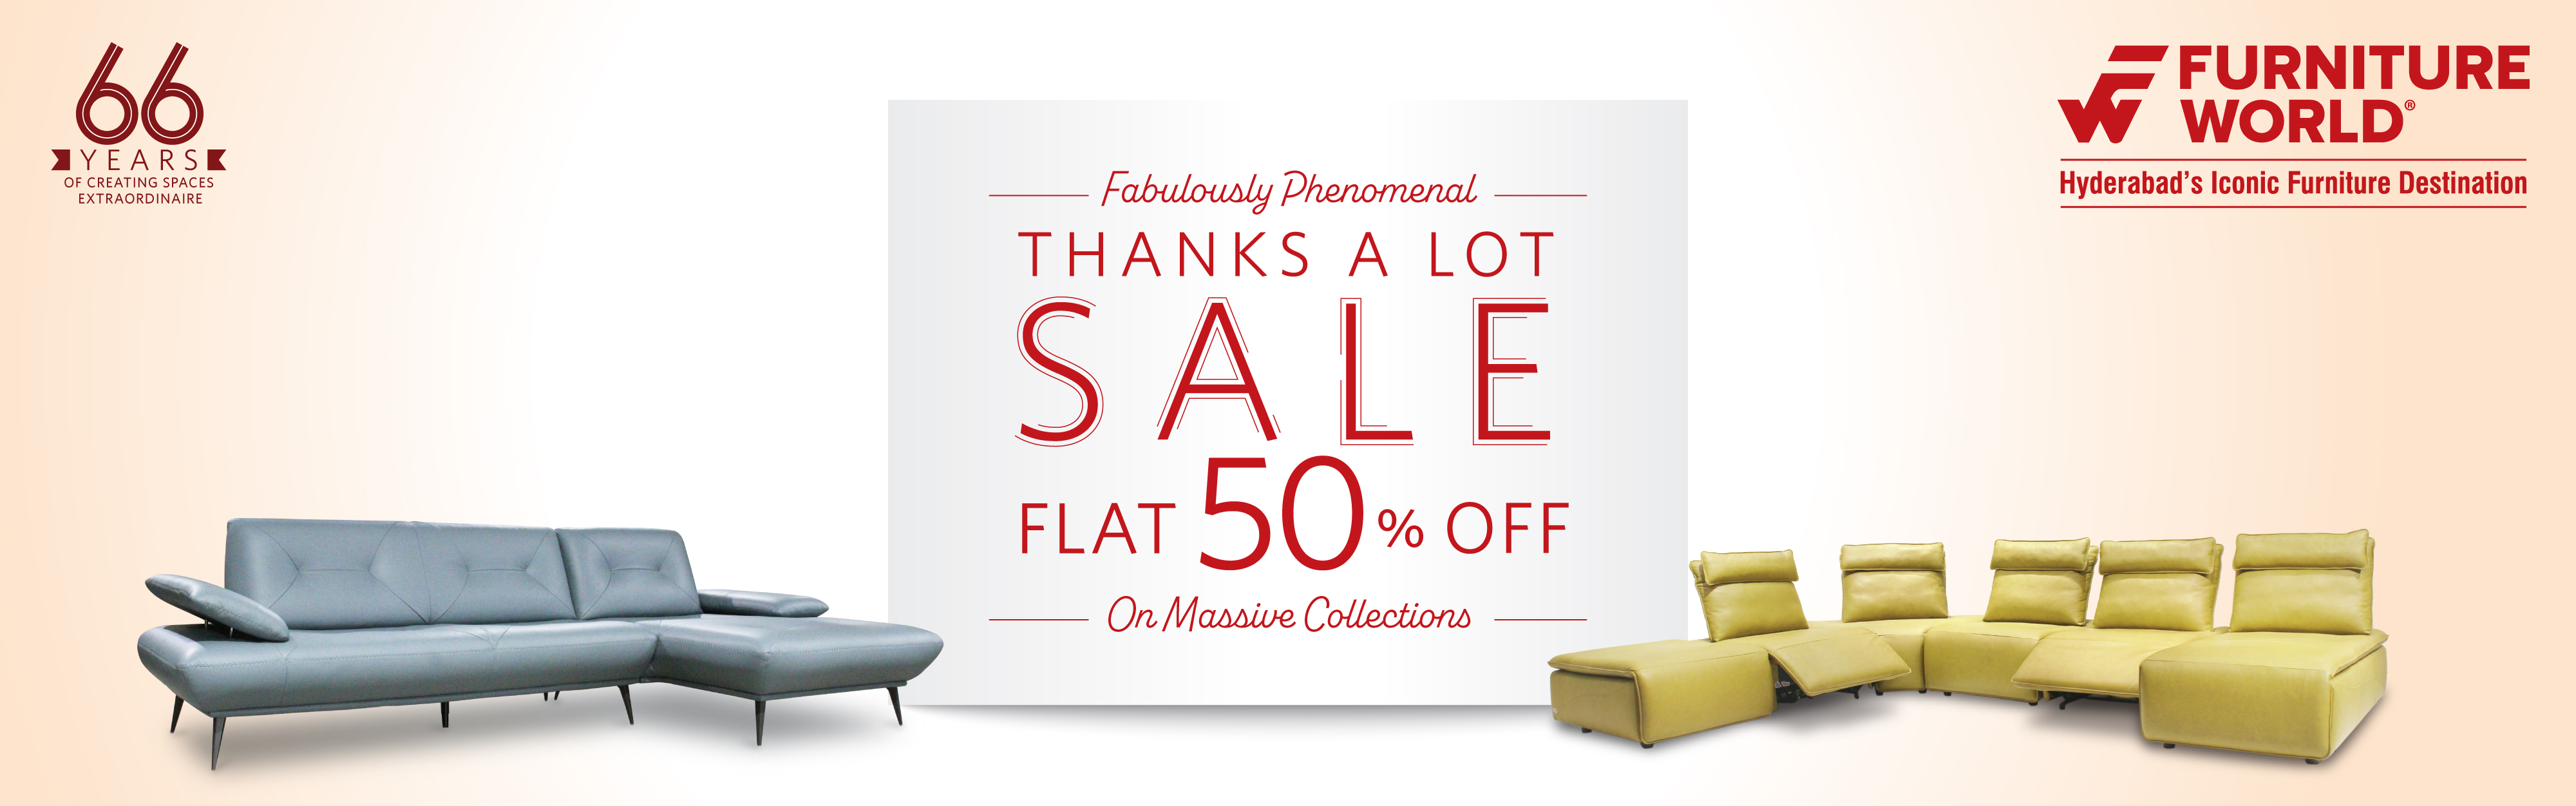 66
YEARS
OF CREATING SPACES
EXTRAORDINAIRE
FURNITURE
WORLD®
Hyderabad's Iconic Furniture Destination
Fabulously Phenomenal
THANKS A LOT
SALE
FLAT 50% OFF
On Massive Collections